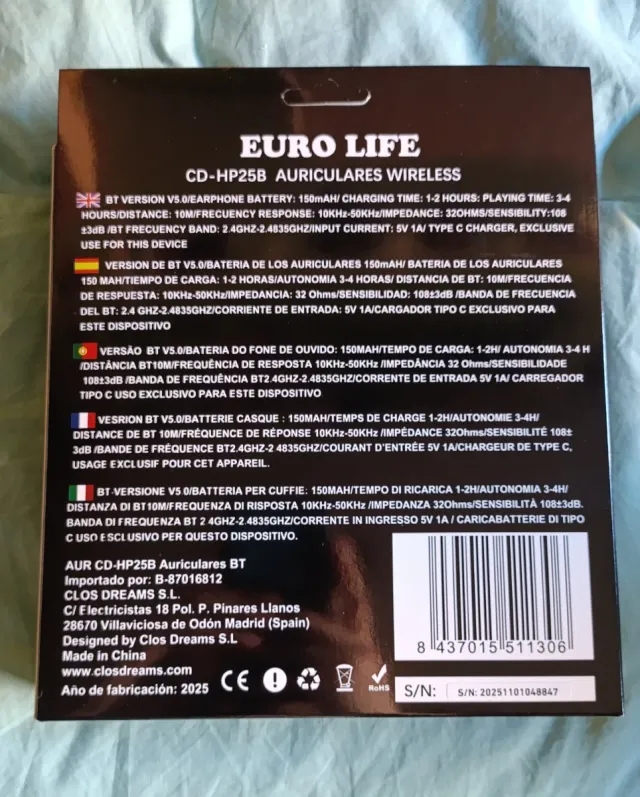 EURO LIFE
CD-HP25B AURICULARES WIRELESS
BT VERSION V5.0/EARPHONE BATTERY: 150mAH/ CHARGING TIME: 1-2 HOURS: PLAYING TIME: 3-4
HOURS/DISTANCE: 10M/FRECUENCY RESPONSE: 10KHz-50KHz/IMPEDANCE: 32OHMS/SENSIBILITY:108
±3dB /BT FRECUENCY BAND: 2.4GHZ-2.4835GHZ/INPUT CURRENT: 5V 1A/ TYPE C CHARGER, EXCLUSIVE
USE FOR THIS DEVICE
VERSION DE BT V5.0/BATERIA DE LOS AURICULARES 150mAH/ BATERIA DE LOS AURICULARES
150 MAH/TIEMPO DE CARGA: 1-2 HORAS/AUTONOMIA 3-4 HORAS/ DISTANCIA DE BT: 10M/FRECUENCIA
DE RESPUESTA: 10KHz-50KHz/IMPEDANCIA: 32 Ohms/SENSIBILIDAD: 108±3dB /BANDA DE FRECUENCIA
DEL BT: 2.4 GHZ-2.4835GHZ/CORRIENTE DE ENTRADA: 5V 1A/CARGADOR TIPO C EXCLUSIVO PARA
ESTE DISPOSITIVO
VERSÃO BT V5.0/BATERIA DO FONE DE OUVIDO: 150MAH/TEMPO DE CARGA: 1-2H/ AUTONOMIA 3-4 H
/DISTÂNCIA BT10M/FREQUÊNCIA DE RESPOSTA 10KHz-50KHz /IMPEDÂNCIA 32 Ohms/SENSIBILIDADE
108±3dB /BANDA DE FREQUÊNCIA BT2.4GHZ-2.4835GHZ/CORRENTE DE ENTRADA 5V 1A/ CARREGADOR
TIPO C USO EXCLUSIVO PARA ESTE DISPOSITIVO
VESRION BT V5.0/BATTERIE CASQUE : 150MAH/TEMPS DE CHARGE 1-2H/AUTONOMIE 3-4H/
DISTANCE DE BT 10M/FRÉQUENCE DE RÉPONSE 10KHz-50KHz /IMPÉDANCE 32Ohms/SENSIBILITÉ 108±
3dB /BANDE DE FRÉQUENCE BT2.4GHZ-2 4835GHZ/COURANT D'ENTRÉE 5V 1A/CHARGEUR DE TYPE C,
USAGE EXCLUSIF POUR CET APPAREIL.
BT-VERSIONE V5 0/BATTERIA PER CUFFIE: 150MAH/TEMPO DI RICARICA 1-2H/AUTONOMIA 3-4H/
DISTANZA DI BT10M/FREQUENZA DI RISPOSTA 10KHz-50KHz /IMPEDANZA 32Ohms/SENSIBILITÀ 108±3dB.
BANDA DI FREQUENZA BT 2 4GHZ-2.4835GHZ/CORRENTE IN INGRESSO 5V 1A / CARICABATTERIE DI TIPO
C USO ESCLUSIVO PER QUESTO DISPOSITIVO.
AUR CD-HP25B Auriculares BT
Importado por: B-87016812
CLOS DREAMS S.L.
C/ Electricistas 18 Pol. P. Pinares Llanos
28670 Villaviciosa de Odón Madrid (Spain)
Designed by Clos Dreams S.L
Made in China
www.closdreams.com
Año de fabricación: 2025
CE
RoHS
8 437015 511306
S/N: S/N: 20251101048847